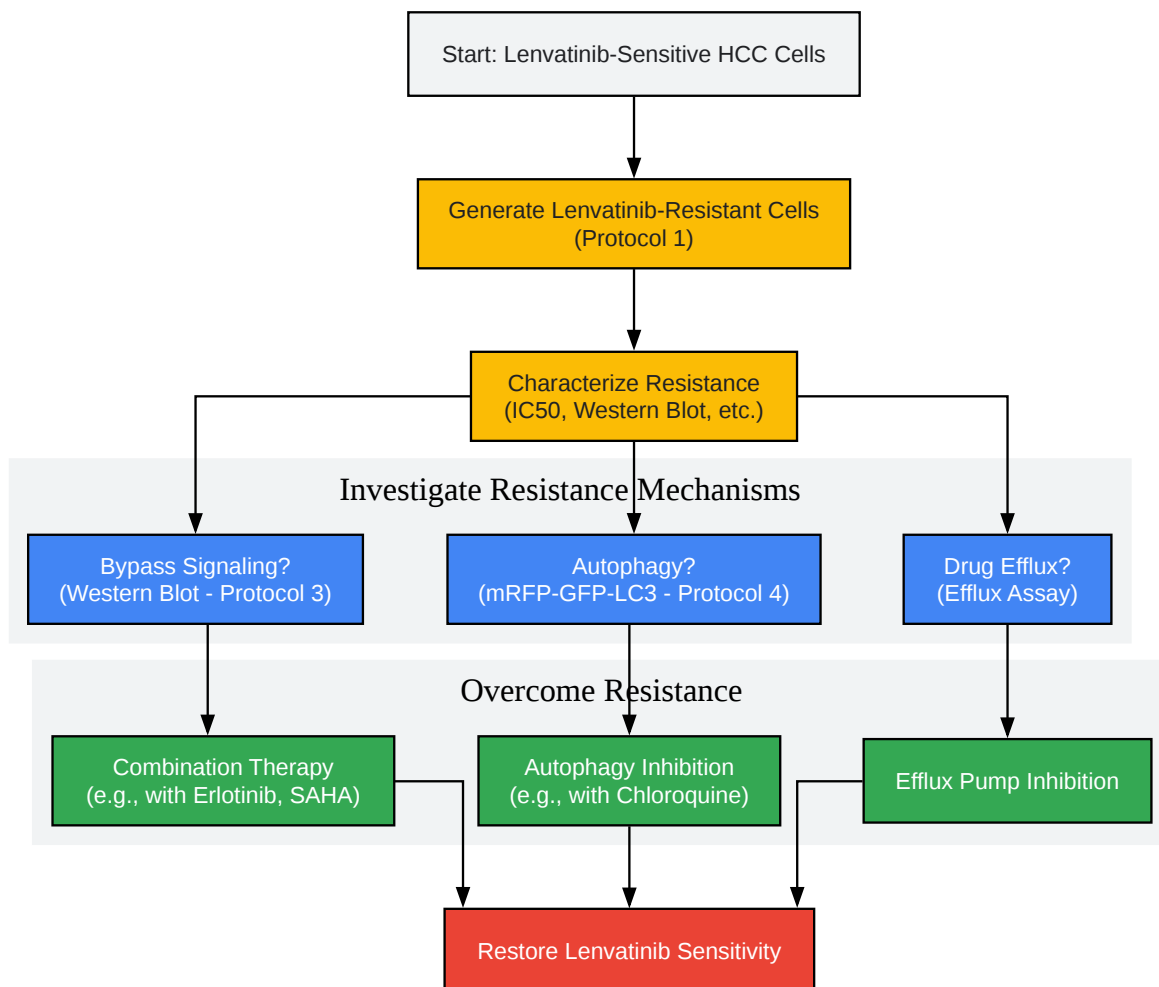 Start: Lenvatinib-Sensitive HCC Cells
Generate Lenvatinib-Resistant Cells
(Protocol 1)
Characterize Resistance
(IC50, Western Blot, etc.)
Investigate Resistance Mechanisms
Bypass Signaling?
(Western Blot - Protocol 3)
Autophagy?
(mRFP-GFP-LC3 - Protocol 4)
Drug Efflux?
(Efflux Assay)
Overcome Resistance
Combination Therapy
(e.g., with Erlotinib, SAHA)
Autophagy Inhibition
(e.g., with Chloroquine)
Efflux Pump Inhibition
Restore Lenvatinib Sensitivity